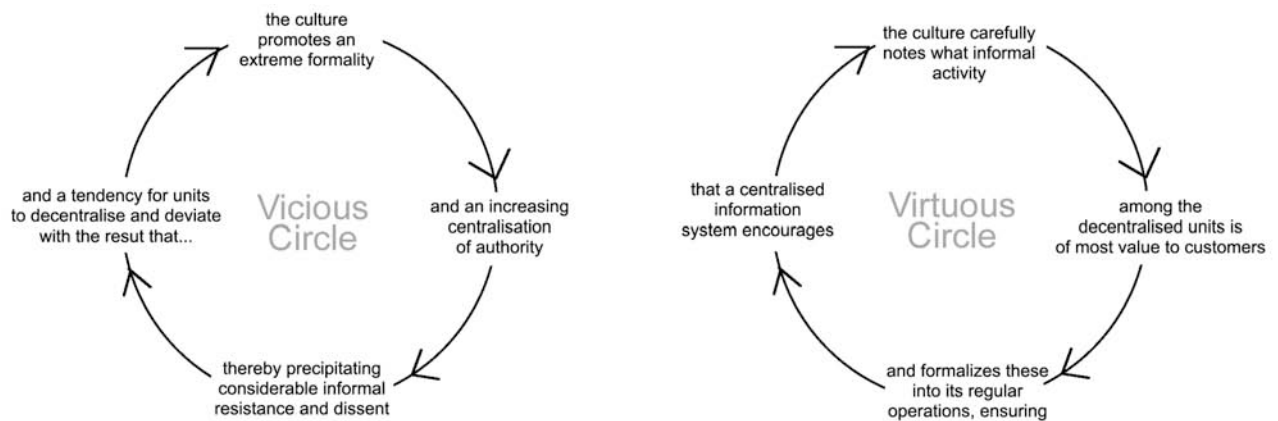 the culture
promotes an
extreme formality
and an increasing
centralisation
of authority
thereby precipitating
considerable informal
resistance and dissent
and a tendency for units
to decentralise and deviate
with the resut that...
Vicious
Circle
the culture carefully
notes what informal
activity
among the
decentralised units is
of most value to customers
and formalizes these
into its regular
operations, ensuring
that a centralised
information
system encourages
Virtuous
Circle